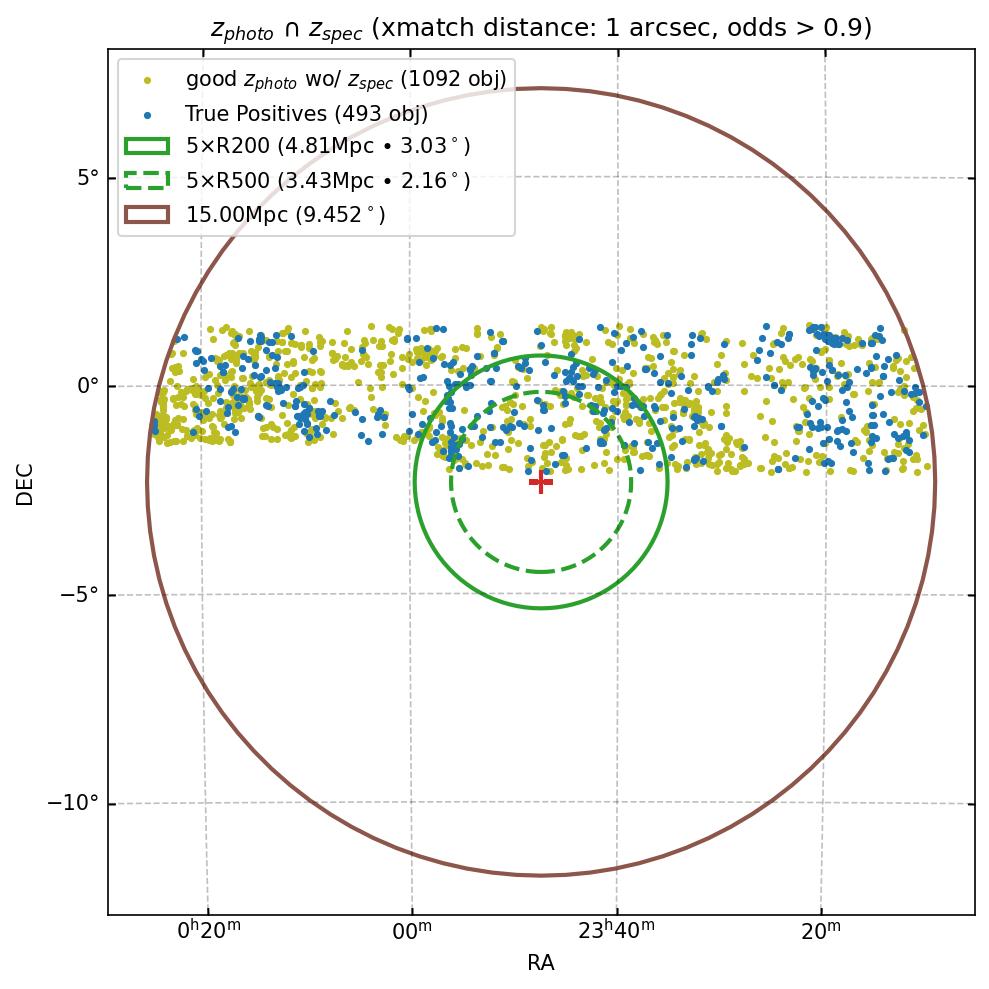 z_photo ∩ z_spec (xmatch distance: 1 arcsec, odds > 0.9)
good z_photo wo/ z_spec (1092 obj)
True Positives (493 obj)
5×R200 (4.81Mpc • 3.03°)
5×R500 (3.43Mpc • 2.16°)
15.00Mpc (9.452°)
5°
0°
−5°
−10°
DEC
0h20m
00m
23h40m
20m
RA